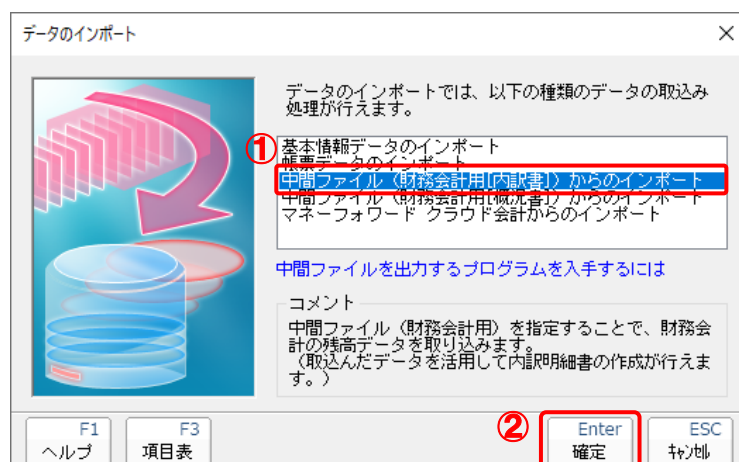 データのインポート
データのインポートでは、以下の種類のデータの取込み
処理が行えます。
①
基本情報データのインポート
帳票データのインポート
中間ファイル（財務会計用[内訳書]）からのインポート
中間ファイル（財務会計用[概況書]）からのインポート
マネーフォワード クラウド会計からのインポート
中間ファイルを出力するプログラムを入手するには
コメント
中間ファイル（財務会計用）を指定することで、財務会
計の残高データを取り込みます。
（取込んだデータを活用して内訳明細書の作成が行えま
す。）
②
F1
ヘルプ
F3
項目表
Enter
確定
ESC
ｷｬﾝｾﾙ